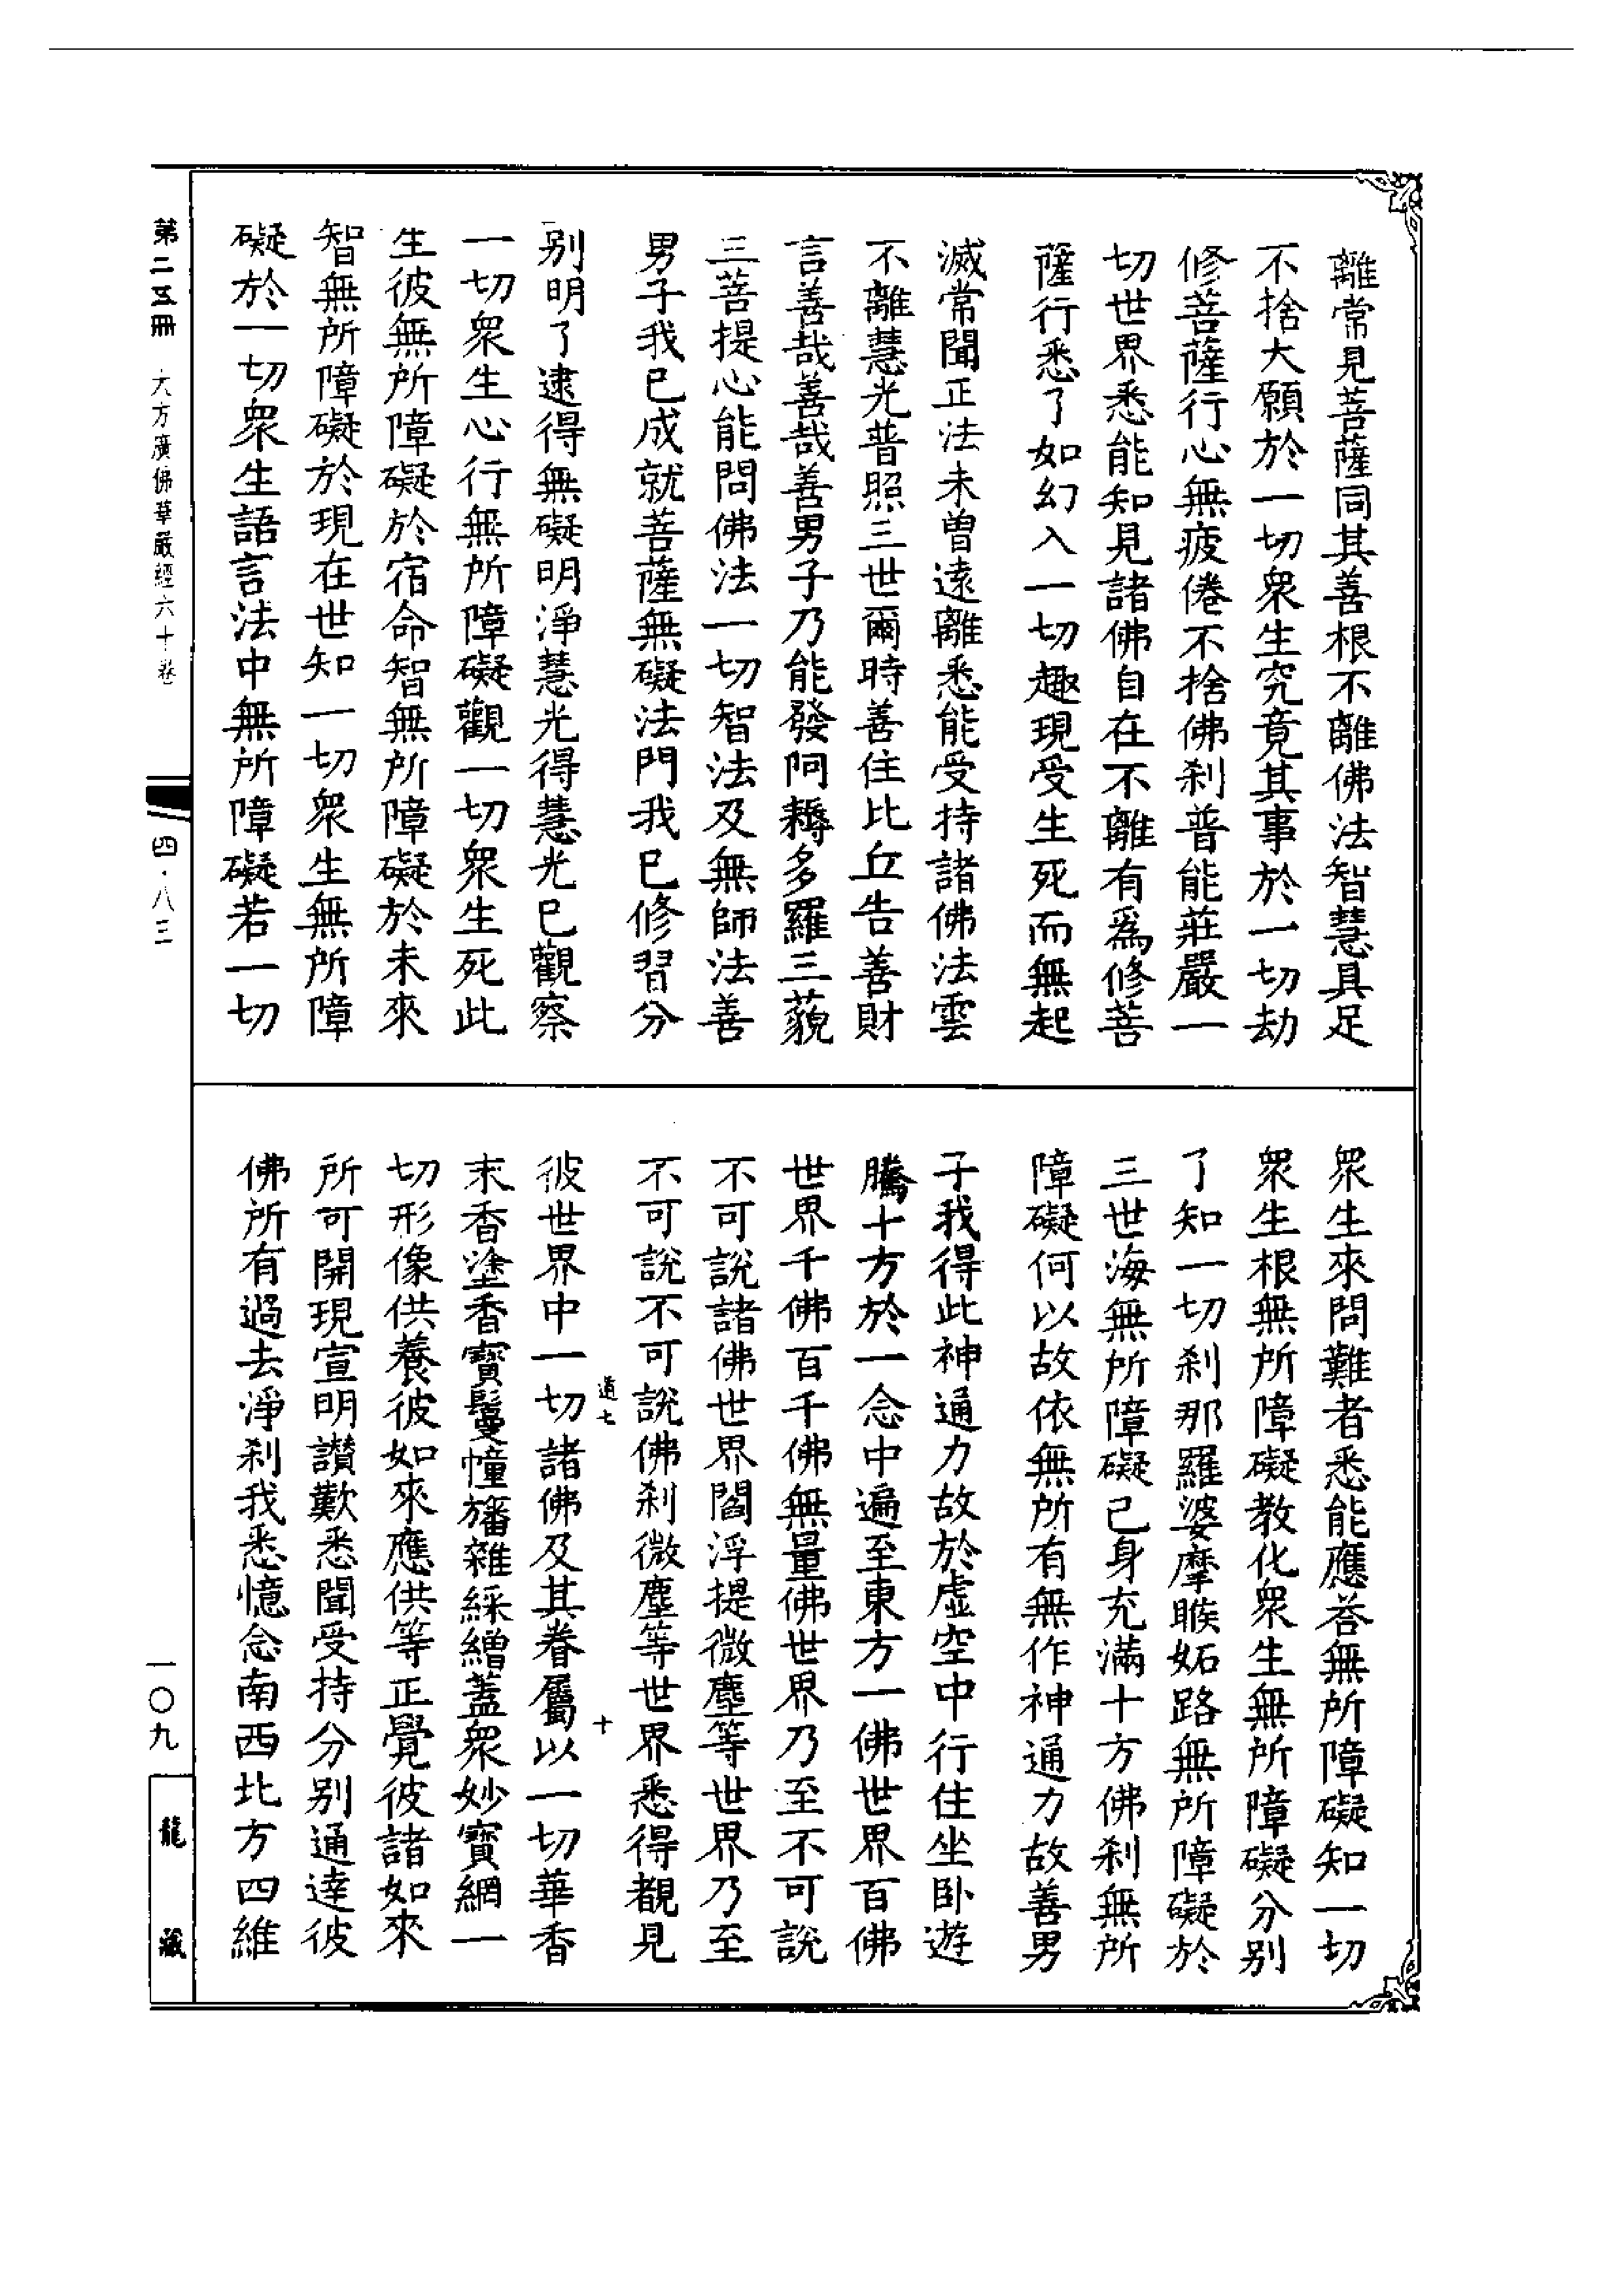 離常見菩薩同其善根不離佛法智慧具足
不捨大願於一切衆生究竟其事於一切劫
修菩薩行心無疲倦不捨佛刹普能莊嚴一
切世界悉能知見諸佛自在不離有爲修菩
薩行悉了如幻入一切趣現受生死而無起
滅常聞正法未曽遠離悉能受持諸佛法雲
不離慧光普照三世爾時善住比丘告善財
言善哉善哉善男子乃能發阿耨多羅三藐
三菩提心能問佛法一切智法及無師法善
男子我已成就菩薩無礙法門我已修習分
别明了逮得無礙明淨慧光得慧光已觀察
一切衆生心行無所障礙觀一切衆生死此
生彼無所障礙於宿命智無所障礙於未來
智無所障礙於現在世知一切衆生無所障
礙於一切衆生語言法中無所障礙若一切
衆生來問難者悉能應荅無所障礙知一切
衆生根無所障礙教化衆生無所障礙分别
了知一切刹那羅婆摩睺妬路無所障礙於
三世海無所障礙已身充滿十方佛刹無所
障礙何以故依無所有無作神通力故善男
子我得此神通力故於虛空中行住坐卧遊
騰十方於一念中遍至東方一佛世界百佛
世界千佛百千佛無量佛世界乃至不可說
不可說諸佛世界閻浮提微塵等世界乃至
不可說不可說佛刹微塵等世界悉得覩見
道七
十
彼世界中一切諸佛及其眷屬以一切華香
末香塗香寳鬘幢旛雜綵繒蓋衆妙寳網一
切形像供養彼如來應供等正覺彼諸如來
所可開現宣明讚歎悉聞受持分别通達彼
佛所有過去淨刹我悉憶念南西北方四維
第二五冊 大方廣佛華嚴經六十卷
四·八三
一〇九
龍藏